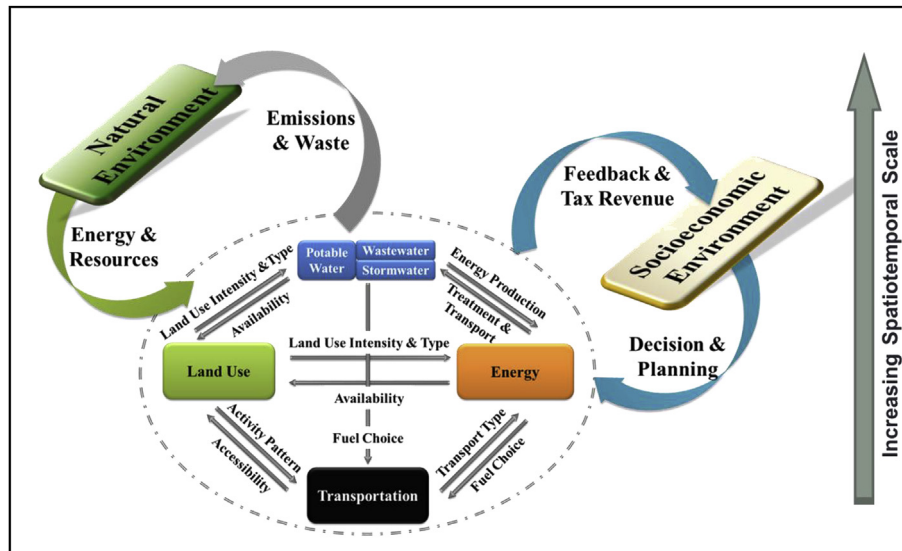 Natural
Environment
Emissions
& Waste
Energy &
Resources
Feedback &
Tax Revenue
Socioeconomic
Environment
Decision &
Planning
Increasing Spatiotemporal Scale
Potable
Water
Wastewater
Stormwater
Land Use Intensity &Type
Availability
Energy Production
Treatment &
Transport
Land Use Intensity & Type
Land Use
Energy
Availability
Fuel Choice
Activity Pattern
Accessibility
Transport Type
Fuel Choice
Transportation